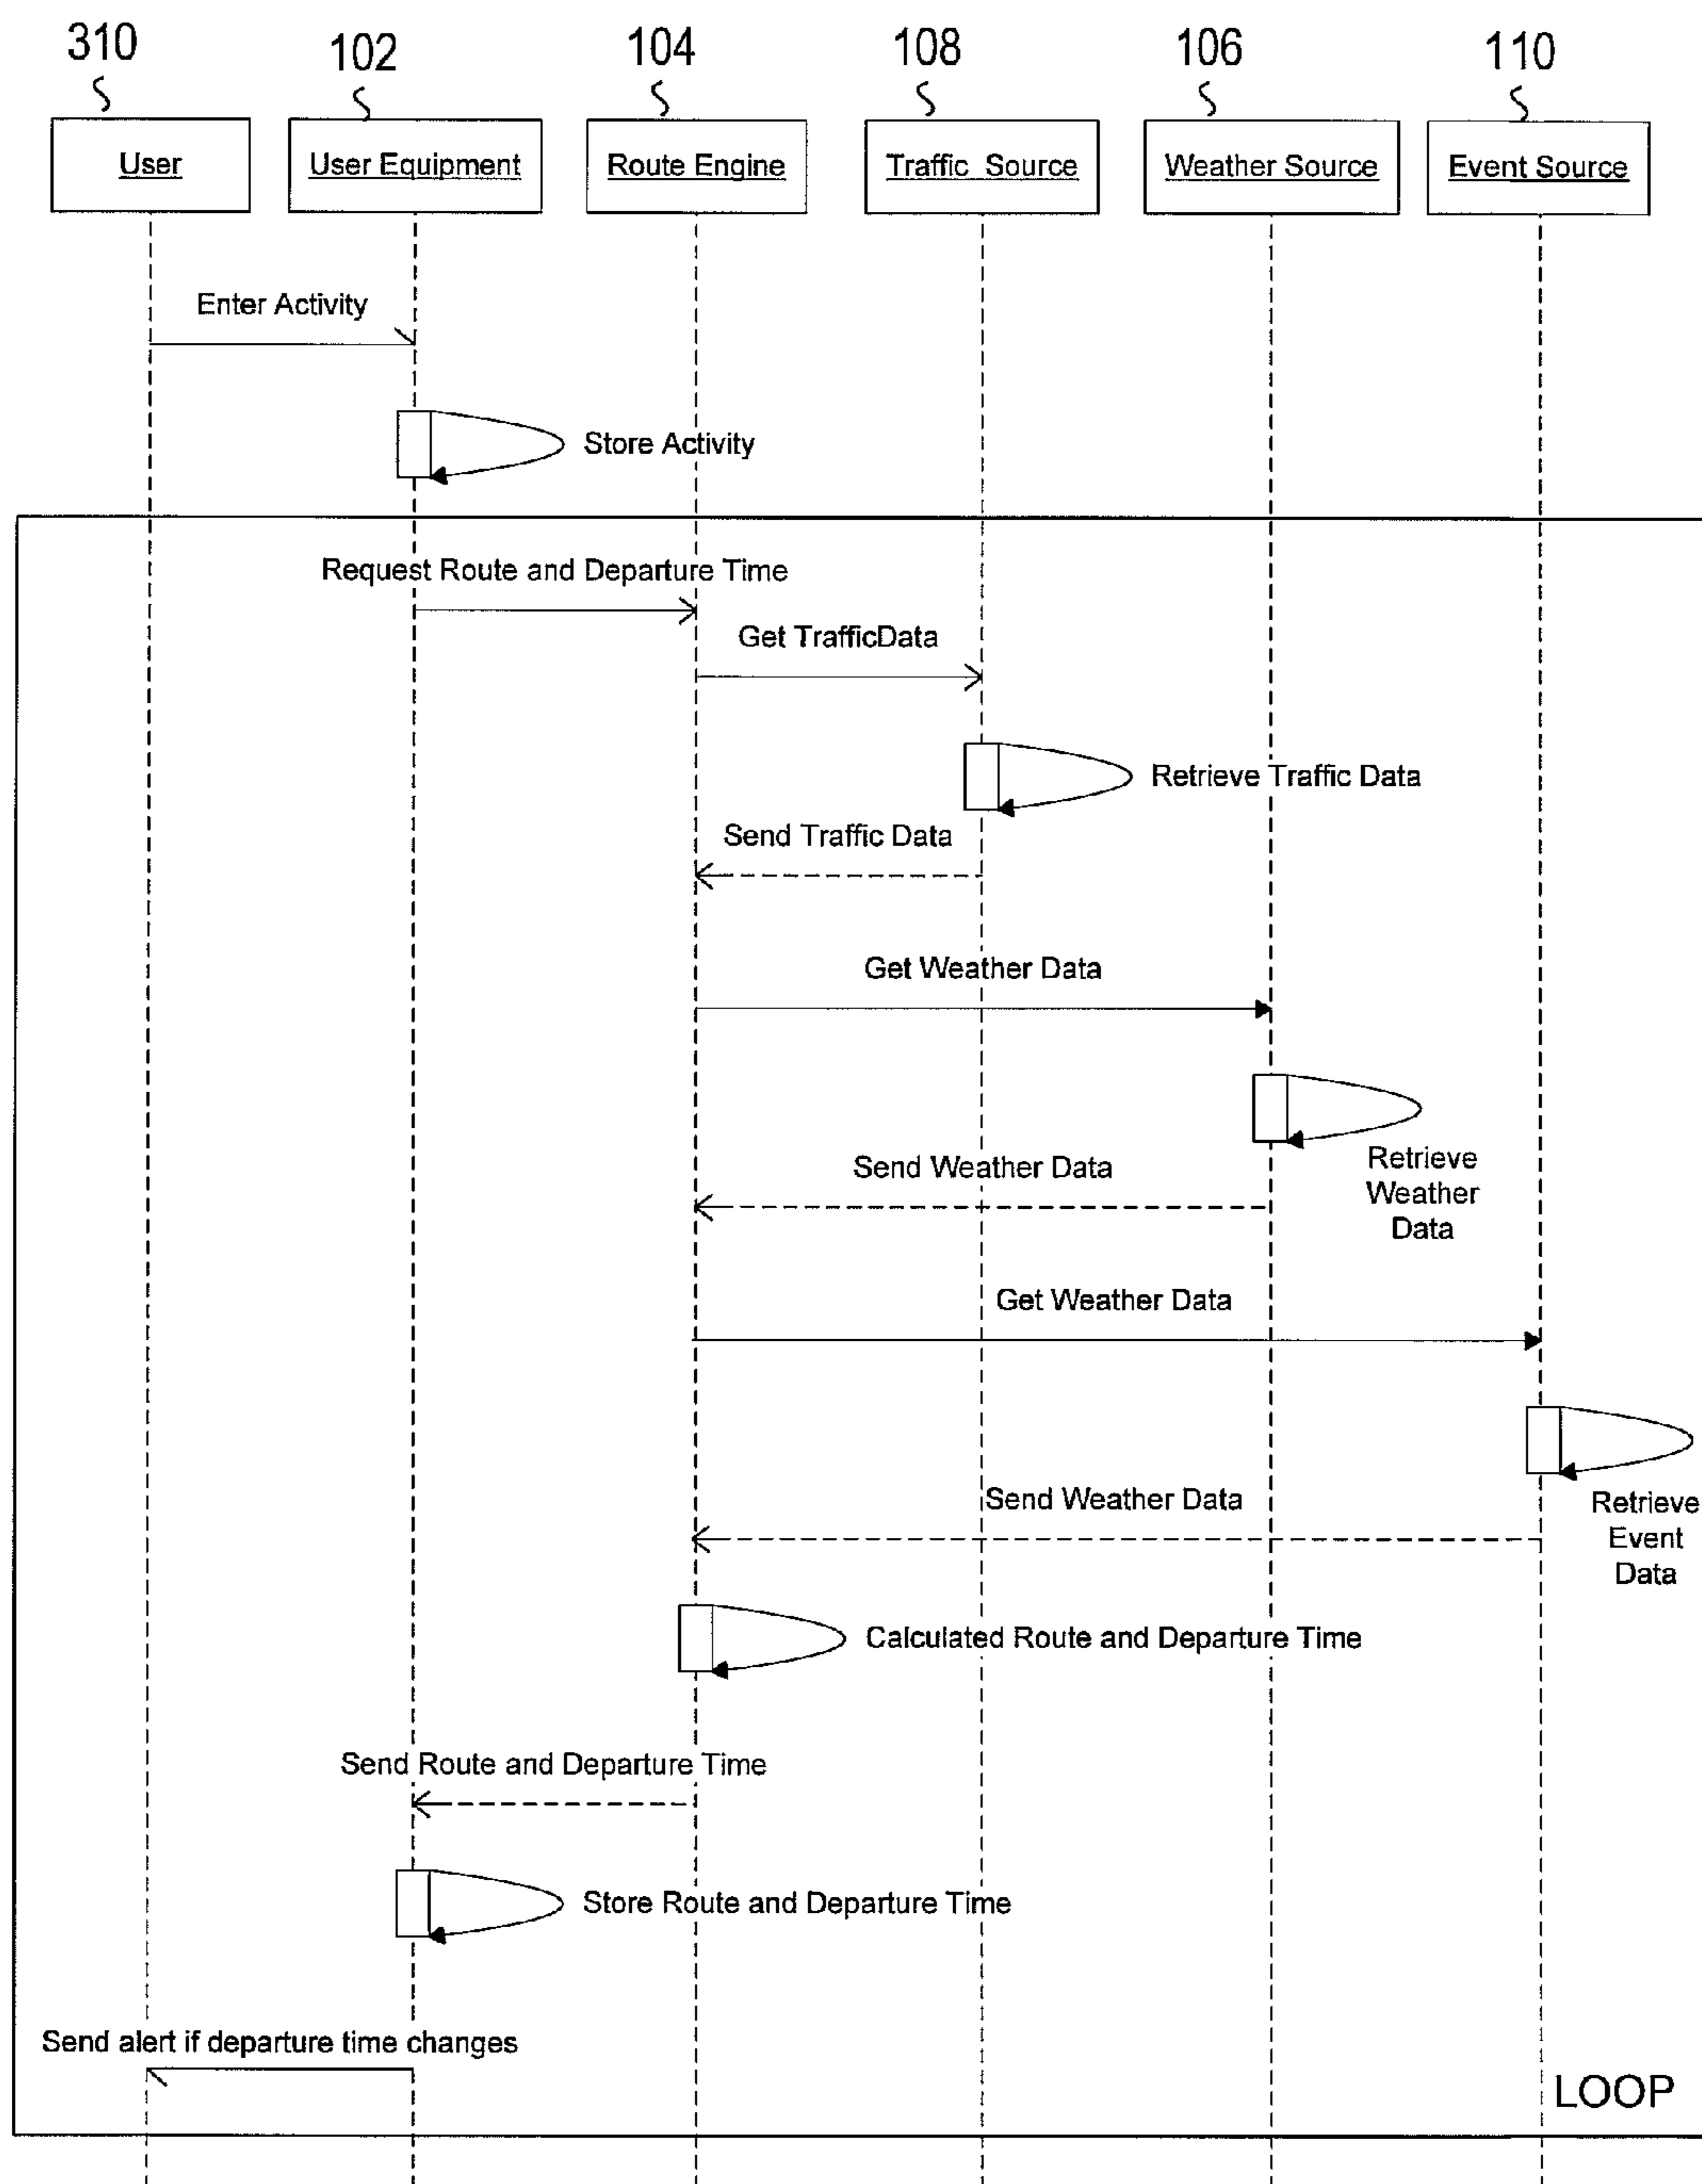 310
102
104
108
106
110
User
User Equipment
Route Engine
Traffic Source
Weather Source
Event Source
Enter Activity
Store Activity
Request Route and Departure Time
Get TrafficData
Retrieve Traffic Data
Send Traffic Data
Get Weather Data
Retrieve
Weather
Data
Send Weather Data
Get Weather Data
Retrieve
Event
Data
Send Weather Data
Calculated Route and Departure Time
Send Route and Departure Time
Store Route and Departure Time
Send alert if departure time changes
LOOP